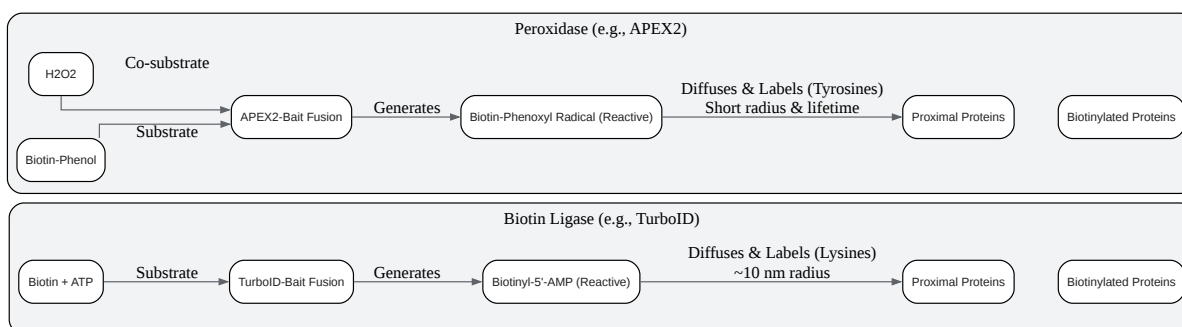 Peroxidase (e.g., APEX2)
H2O2
Co-substrate
Biotin-Phenol
Substrate
APEX2-Bait Fusion
Generates
Biotin-Phenoxyl Radical (Reactive)
Diffuses & Labels (Tyrosines)
Short radius & lifetime
Proximal Proteins
Biotinylated Proteins
Biotin Ligase (e.g., TurboID)
Biotin + ATP
Substrate
TurboID-Bait Fusion
Generates
Biotinyl-5'-AMP (Reactive)
Diffuses & Labels (Lysines)
~10 nm radius
Proximal Proteins
Biotinylated Proteins